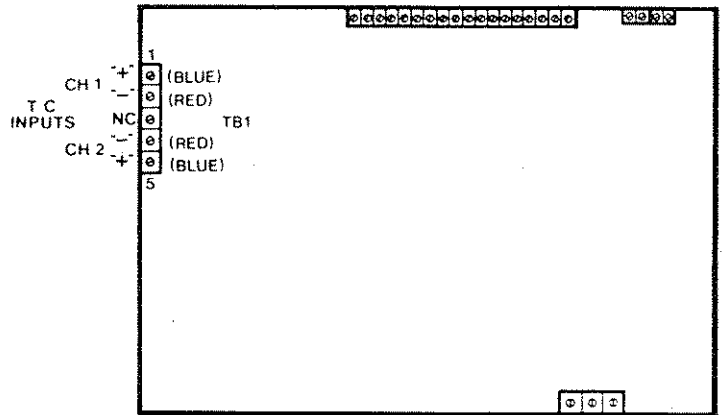 1
CH 1 "+" (BLUE)
"-" (RED)
T C
INPUTS
NC TB1
CH 2 "-" (RED)
"+" (BLUE)
5